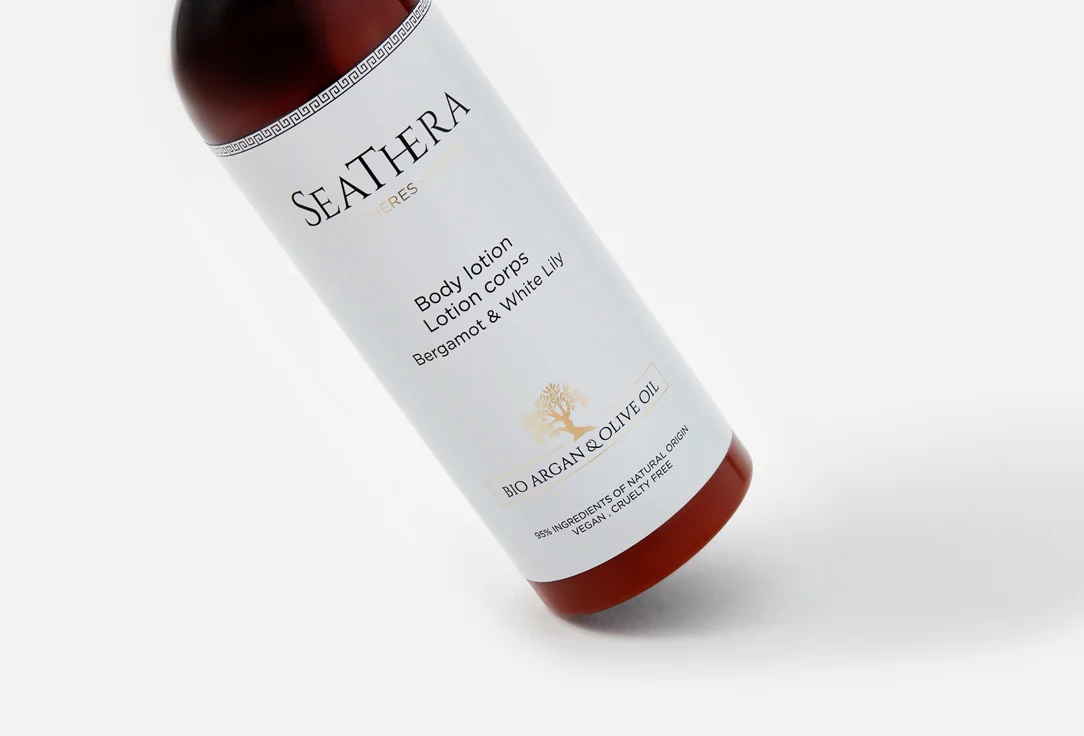 SEATHERA
Body lotion
Lotion corps
Bergamot & White Lily
BIO ARGAN & OLIVE OIL
95% INGREDIENTS OF NATURAL ORIGIN
VEGAN . CRUELTY FREE